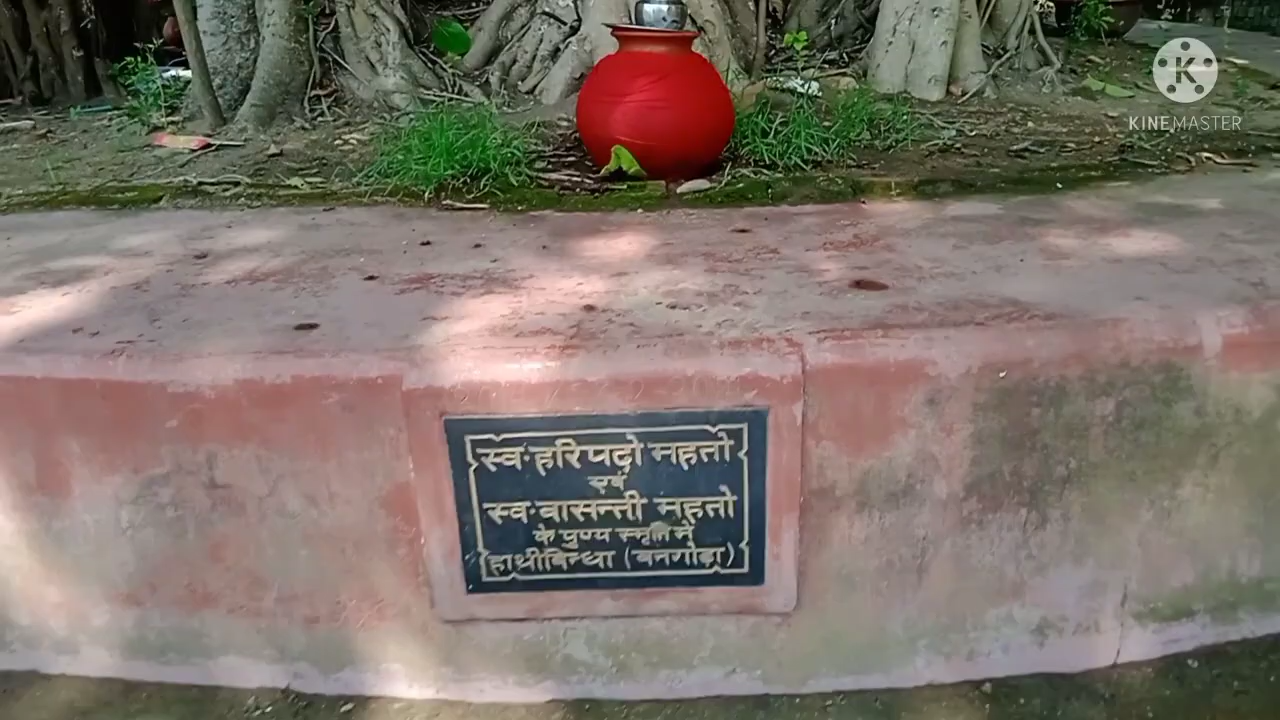 KINEMASTER
स्व॰हरिपदो महतो
एवं
स्व॰वासन्ती महतो
के पुण्य स्मृति में
हाथीबिन्धा (बनगोड़ा)